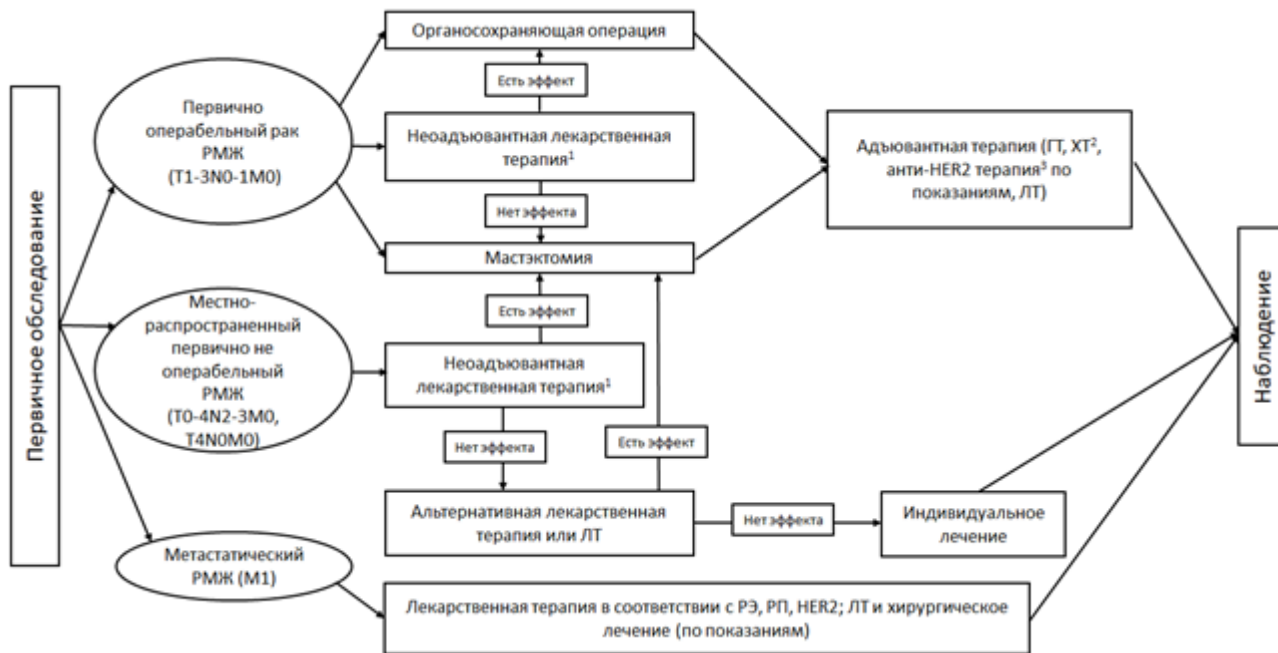 Первичное обследование
Первично
операбельный рак
РМЖ
(T1-3N0-1M0)
Местно-
распространенный
первично не
операбельный
РМЖ
(T0-4N2-3M0,
T4N0M0)
Метастатический
РМЖ (M1)
Органосохраняющая операция
Есть эффект
Неоадъювантная лекарственная
терапия¹
Нет эффекта
Мастэктомия
Есть эффект
Неоадъювантная
лекарственная терапия¹
Нет эффекта
Есть эффект
Альтернативная лекарственная
терапия или ЛТ
Нет эффекта
Индивидуальное
лечение
Лекарственная терапия в соответствии с РЭ, РП, HER2; ЛТ и хирургическое
лечение (по показаниям)
Адъювантная терапия (ГТ, ХТ²,
анти-HER2 терапия³ по
показаниям, ЛТ)
Наблюдение